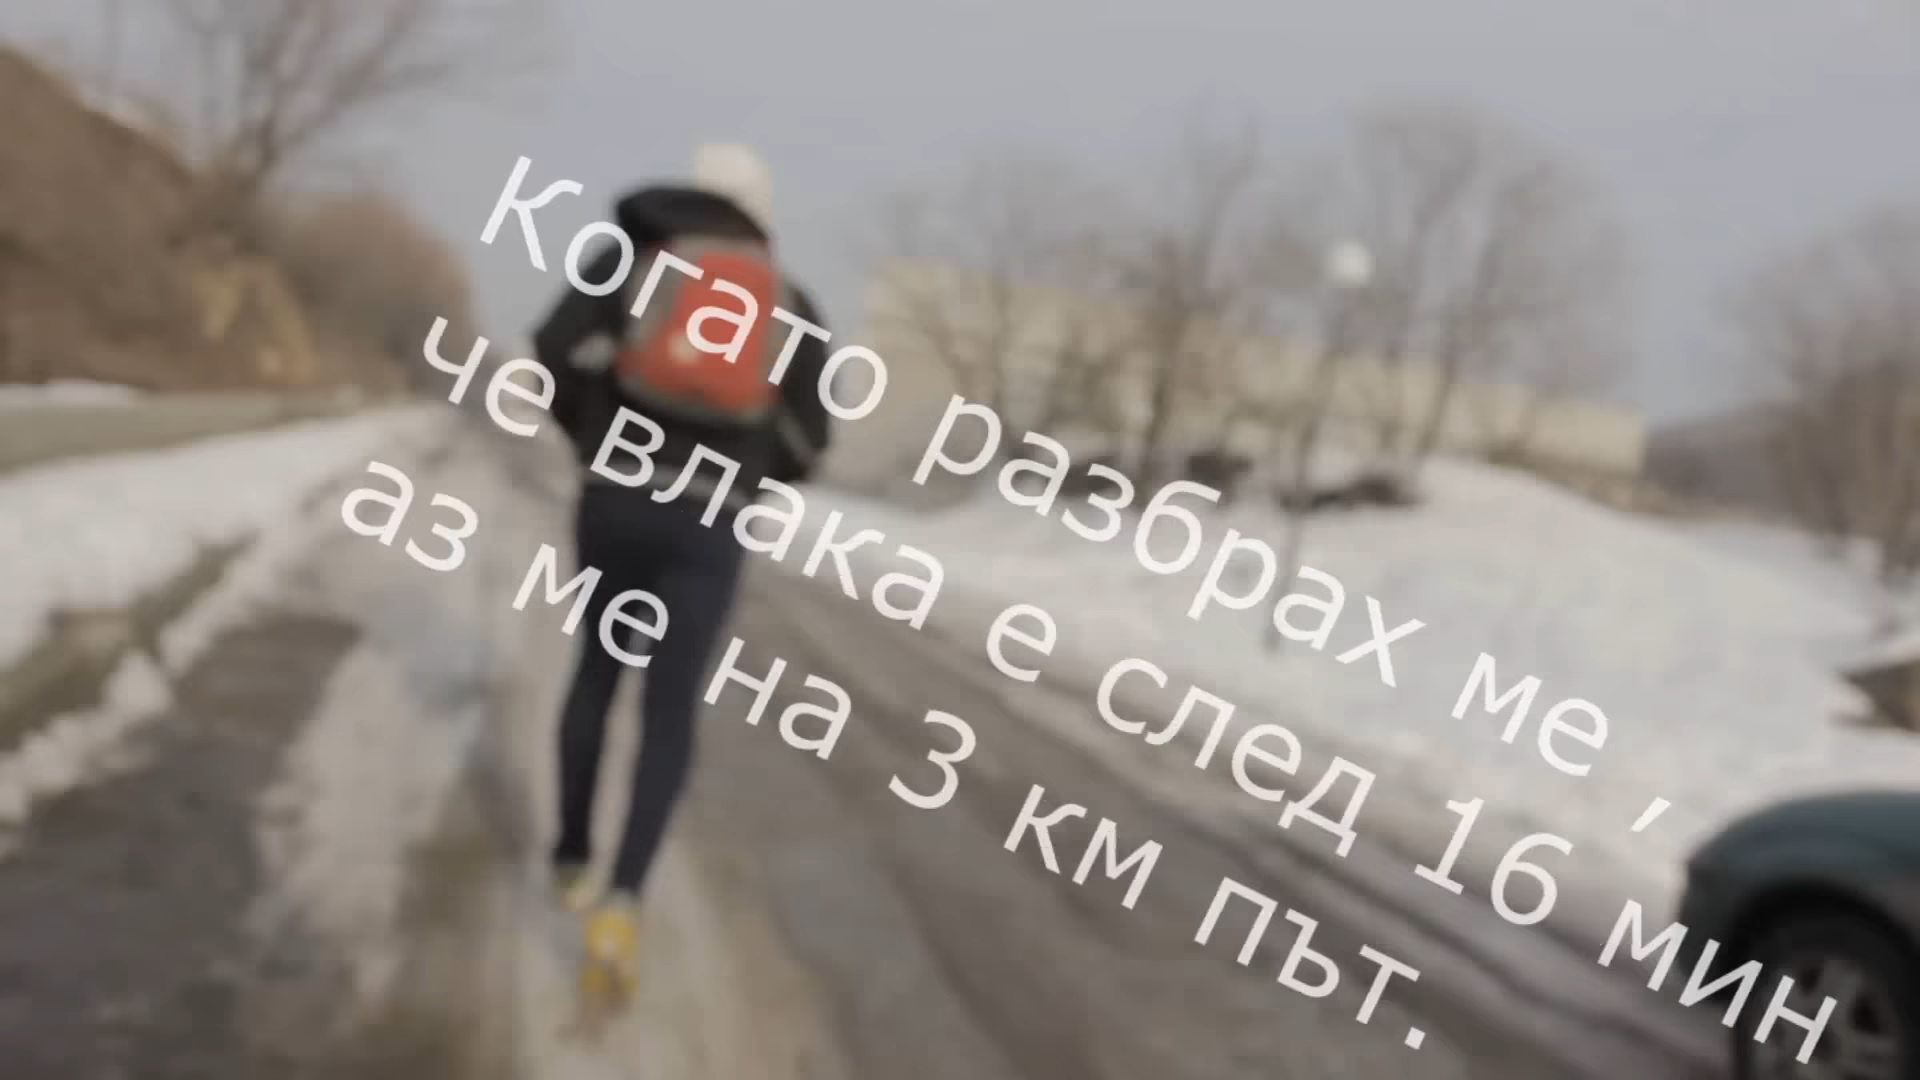 Когато разбрах ме ,
че влака е след 16 мин
аз ме на 3 км път.